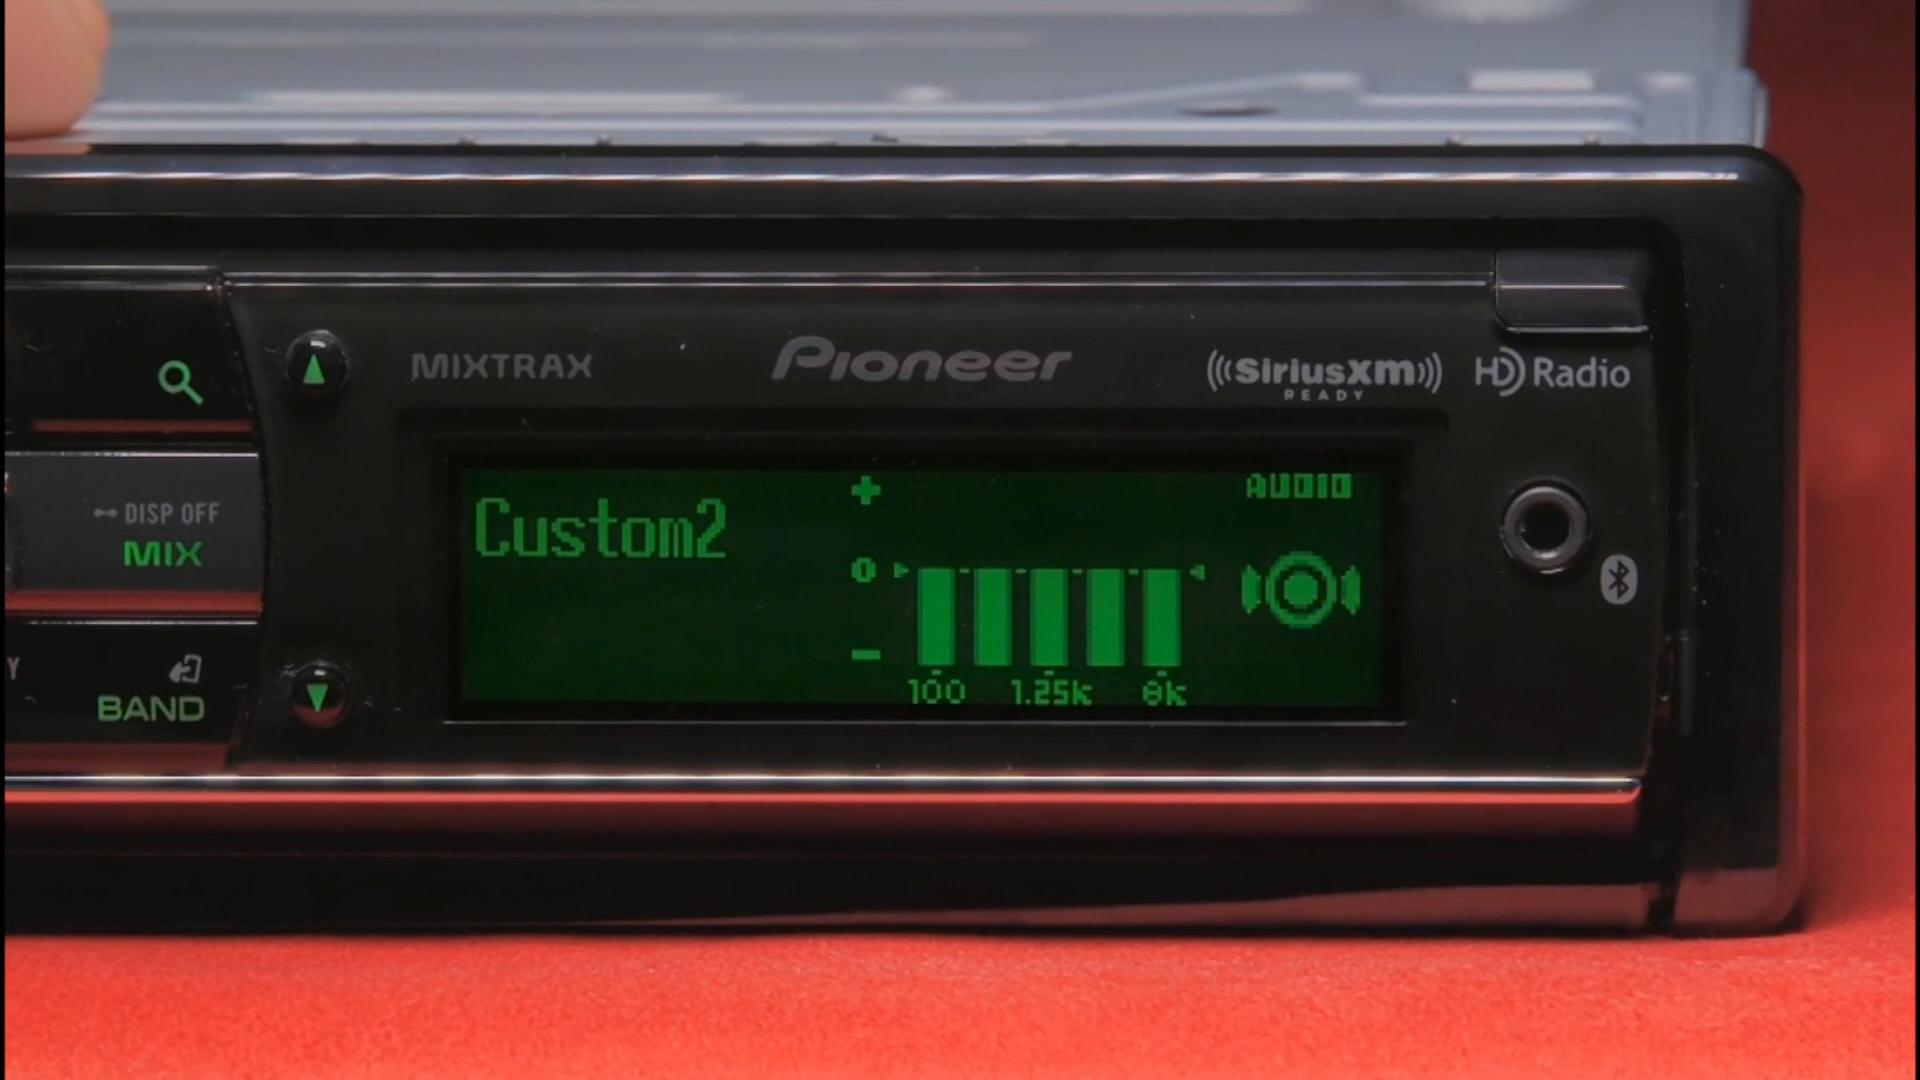 MIXTRAX
Pioneer
((SiriusXM))
READY
HD Radio
DISP OFF
MIX
Y
BAND
Custom2
AUDIO
+
0
-
100 1.25k 8k